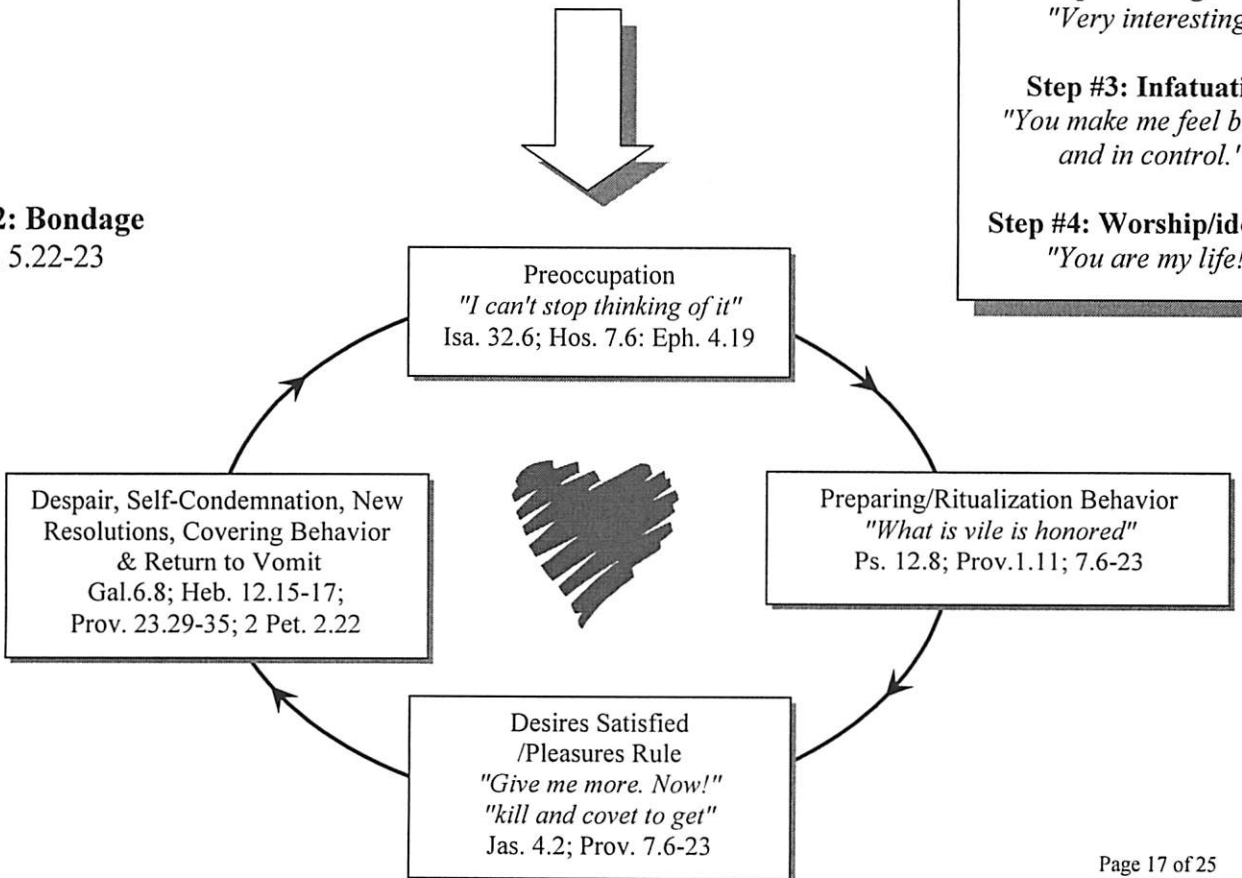 "Very interesting
Step #3: Infatuati
"You make me feel b
and in control."
Step #4: Worship/ido
"You are my life!
2: Bondage
5.22-23
Preoccupation
"I can't stop thinking of it"
Isa. 32.6; Hos. 7.6: Eph. 4.19
Preparing/Ritualization Behavior
"What is vile is honored"
Ps. 12.8; Prov.1.11; 7.6-23
Desires Satisfied
/Pleasures Rule
"Give me more. Now!"
"kill and covet to get"
Jas. 4.2; Prov. 7.6-23
Despair, Self-Condemnation, New
Resolutions, Covering Behavior
& Return to Vomit
Gal.6.8; Heb. 12.15-17;
Prov. 23.29-35; 2 Pet. 2.22
Page 17 of 25